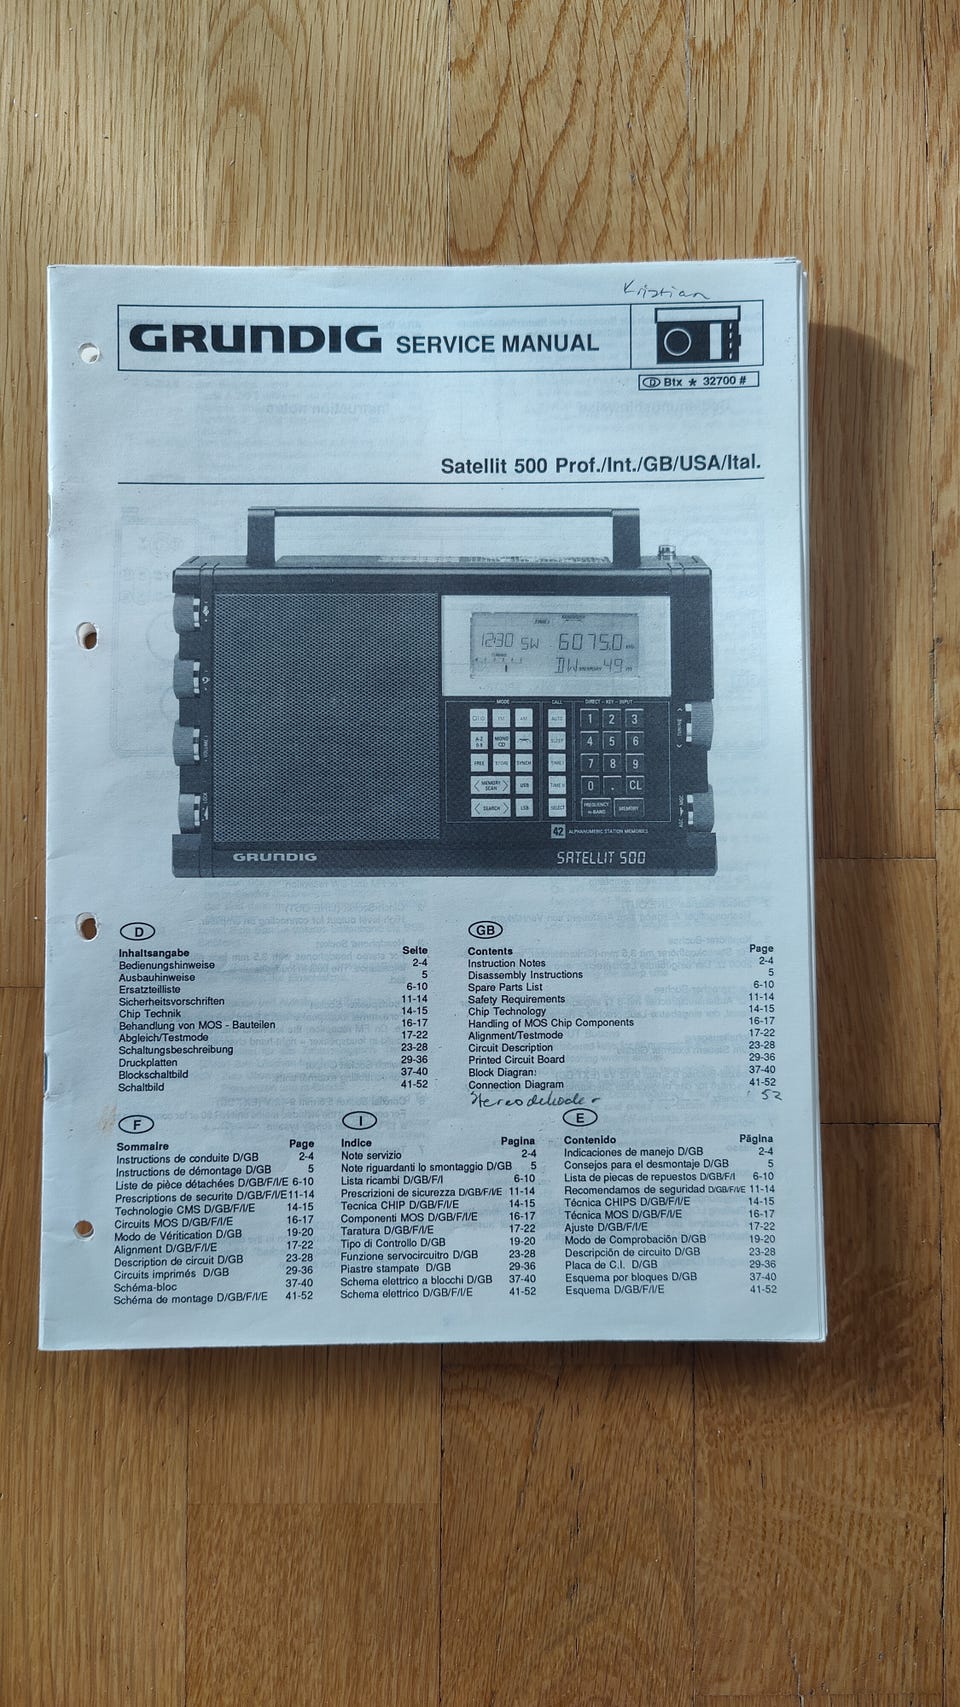 Kristian
GRUNDIG SERVICE MANUAL
D Btx * 32700 #
Satellit 500 Prof./Int./GB/USA/Ital.
12:30 SW 6075.0
DW MEMORY 49 m
MODE CALL DIRECT - KEY - INPUT
FM AM AUTO 1 2 3
A-Z MONO SLEEP 4 5 6
FREE STORE SYNCH TIME I 7 8 9
MEMORY SCAN USB TIME II 0 . CL
SEARCH LSB SELECT FREQUENCY m-BAND MEMORY
VOLUME
LOCK
TUNING
AGC MGC
42 ALPHANUMERIC STATION MEMORIES
GRUNDIG SATELLIT 500
D
Inhaltsangabe Seite
Bedienungshinweise 2-4
Ausbauhinweise 5
Ersatzteilliste 6-10
Sicherheitsvorschriften 11-14
Chip Technik 14-15
Behandlung von MOS - Bauteilen 16-17
Abgleich/Testmode 17-22
Schaltungsbeschreibung 23-28
Druckplatten 29-36
Blockschaltbild 37-40
Schaltbild 41-52
GB
Contents Page
Instruction Notes 2-4
Disassembly Instructions 5
Spare Parts List 6-10
Safety Requirements 11-14
Chip Technology 14-15
Handling of MOS Chip Components 16-17
Alignment/Testmode 17-22
Circuit Description 23-28
Printed Circuit Board 29-36
Block Diagram 37-40
Connection Diagram 41-52
Stereodekoder - 52
F
Sommaire Page
Instructions de conduite D/GB 2-4
Instructions de démontage D/GB 5
Liste de pièce détachées D/GB/F/I/E 6-10
Prescriptions de securite D/GB/F/I/E 11-14
Technologie CMS D/GB/F/I/E 14-15
Circuits MOS D/GB/F/I/E 16-17
Modo de Vérification D/GB 19-20
Alignment D/GB/F/I/E 17-22
Description de circuit D/GB 23-28
Circuits imprimés D/GB 29-36
Schéma-bloc 37-40
Schéma de montage D/GB/F/I/E 41-52
I
Indice Pagina
Note servizio 2-4
Note riguardanti lo smontaggio D/GB 5
Lista ricambi D/GB/F/I 6-10
Prescrizioni di sicurezza D/GB/F/I/E 11-14
Tecnica CHIP D/GB/F/I/E 14-15
Componenti MOS D/GB/F/I/E 16-17
Taratura D/GB/F/I/E 17-22
Tipo di Controllo D/GB 19-20
Funzione servocircuitro D/GB 23-28
Piastre stampate D/GB 29-36
Schema elettrico a blocchi D/GB 37-40
Schema elettrico D/GB/F/I/E 41-52
E
Contenido Página
Indicaciones de manejo D/GB 2-4
Consejos para el desmontaje D/GB 5
Lista de piecas de repuestos D/GB/F/I 6-10
Recomendamos de seguridad D/GB/F/I/E 11-14
Técnica CHIPS D/GB/F/I/E 14-15
Técnica MOS D/GB/F/I/E 16-17
Ajuste D/GB/F/I/E 17-22
Modo de Comprobación D/GB 19-20
Descripción de circuito D/GB 23-28
Placa de C.I. D/GB 29-36
Esquema por bloques D/GB 37-40
Esquema D/GB/F/I/E 41-52